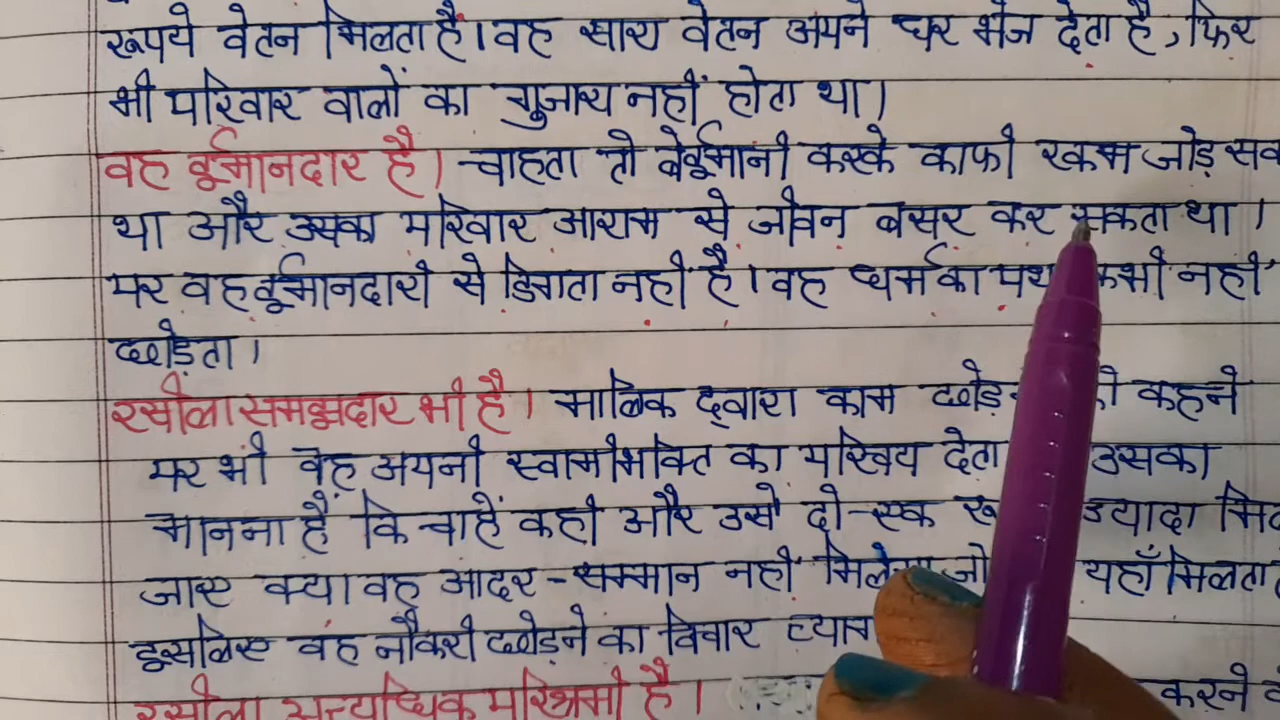 रूपये वेतन मिलता है। वह सारा वेतन अपने घर भेज देता है, फिर
भी परिवार वालों का गुजारा नहीं होता था।
वह ईमानदार है। चाहता तो बेईमानी करके काफी रकम जोड़ सक
था और उसका परिवार आराम से जीवन बसर कर सकता था।
पर वह ईमानदारी से डिगता नही है। वह धर्म का पथ कभी नही
छोड़ता।
रसीला समझदार भी है। मालिक द्वारा काम छोड़ने को कहने
पर भी वह अपनी स्वामीभक्ति का परिचय देता उसका
मानना है कि चाहें कही और उसे दो-एक ज्यादा मिल
जाए क्या वह आदर-सम्मान नही मिलेगा जो यहाँ मिलता
इसलिए वह नौकरी छोड़ने का विचार त्याग
रसीला अत्यधिक परिश्रमी है। करने